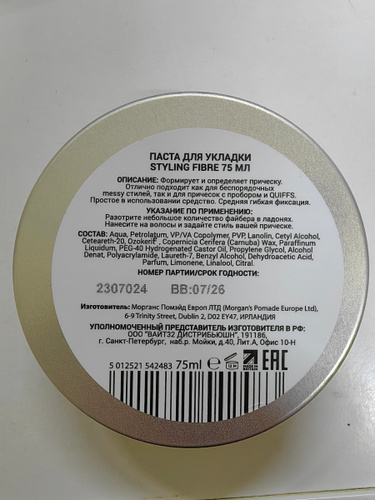 ПАСТА ДЛЯ УКЛАДКИ
STYLING FIBRE 75 МЛ
ОПИСАНИЕ: Формирует и определяет прическу.
Отлично подходит как для беспорядочных
messy стилей, так и для причесок с пробором и QUIFFS.
Простое в использовании средство. Средняя гибкая фиксация.
УКАЗАНИЕ ПО ПРИМЕНЕНИЮ:
Разотрите небольшое количество файбера в ладонях.
Нанесите на волосы и задайте стиль вашей прическе.
СОСТАВ: Aqua, Petrolatum, VP/VA Copolymer, PVP, Lanolin, Cetyl Alcohol,
Ceteareth-20, Ozokerit , Copernicia Cerifera (Carnuba) Wax, Paraffinum
Liquidum, PEG-40 Hydrogenated Castor Oil, Propylene Glycol, Alcohol
Denat, Polyacrylamide, Laureth-7, Benzyl Alcohol, Dehydroacetic Acid,
Parfum, Limonene, Linalool, Citral.
НОМЕР ПАРТИИ/СРОК ГОДНОСТИ:
2307024 BB:07/26
Изготовитель: Морганс Помэйд Европ ЛТД (Morgan's Pomade Europe Ltd),
6-9 Trinity Street, Dublin 2, D02 EY47, ИРЛАНДИЯ
УПОЛНОМОЧЕННЫЙ ПРЕДСТАВИТЕЛЬ ИЗГОТОВИТЕЛЯ В РФ:
ООО "ВАЙТ32 ДИСТРИБЬЮШН", 191186,
г. Санкт-Петербург, наб.р. Мойки, д.40, Лит.А, Офис 10-Н
5 012521 542483 75ml e 12 M EAC